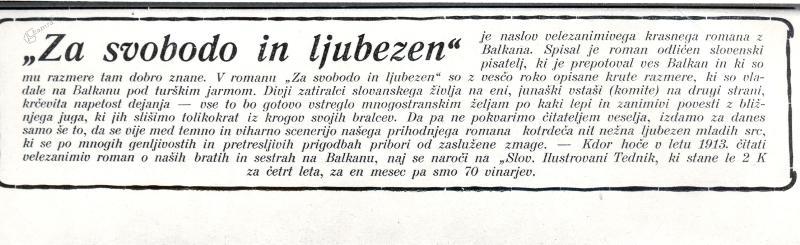 „Za svobodo in ljubezen“
je naslov velezanimivega krasnega romana z
Balkana. Spisal je roman odličen slovenski
pisatelj, ki je prepotoval ves Balkan in ki so
mu razmere tam dobro znane. V romanu „Za svobodo in ljubezen“ so z veščo roko opisane krute razmere, ki so vla-
dale na Balkanu pod turškim jarmom. Divji zatiralci slovanskega življa na eni, junaški vstaši (komite) na drugi strani,
krčevita napetost dejanja — vse to bo gotovo vstreglo mnogostranskim željam po kaki lepi in zanimivi povesti z bliž-
njega juga, ki jih slišimo tolikokrat iz krogov svojih bralcev. Da pa ne pokvarimo čitateljem veselja, izdamo za danes
samo še to, da se vije med temno in viharno scenerijo našega prihodnjega romana kotrdeča nit nežna ljubezen mladih src,
ki se po mnogih genljivostih in pretresljivih prigodbah pribori od zaslužene zmage. — Kdor hoče v letu 1913. čitati
velezanimiv roman o naših bratih in sestrah na Balkanu, naj se naroči na „Slov. Ilustrovani Tednik, ki stane le 2 K
za četrt leta, za en mesec pa smo 70 vinarjev.